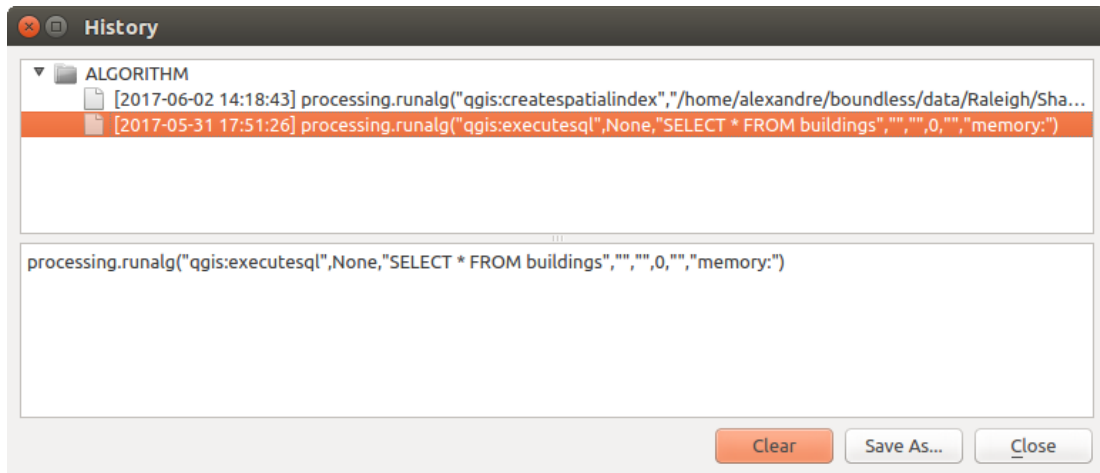 History
ALGORITHM
[2017-06-02 14:18:43] processing.runalg("qgis:createspatialindex","/home/alexandre/boundless/data/Raleigh/Sha...
[2017-05-31 17:51:26] processing.runalg("qgis:executesql",None,"SELECT * FROM buildings","","",0,"","memory:")
processing.runalg("qgis:executesql",None,"SELECT * FROM buildings","","",0,"","memory:")
Clear Save As... Close